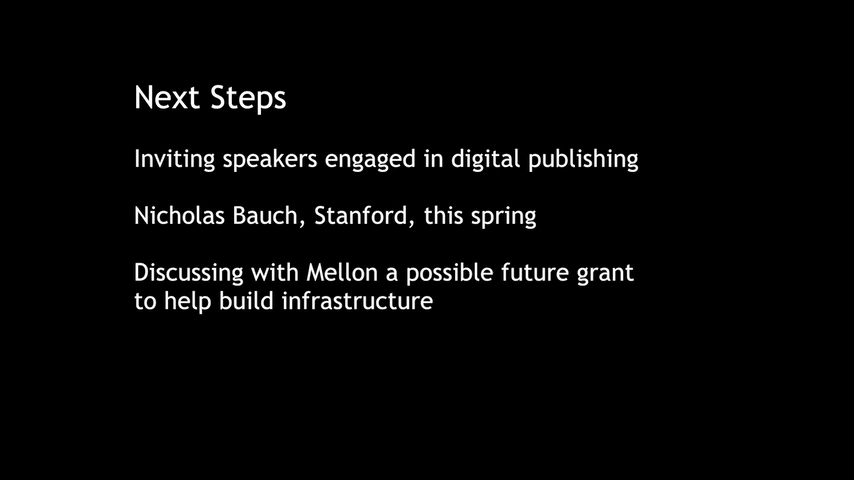 Next Steps
Inviting speakers engaged in digital publishing
Nicholas Bauch, Stanford, this spring
Discussing with Mellon a possible future grant
to help build infrastructure